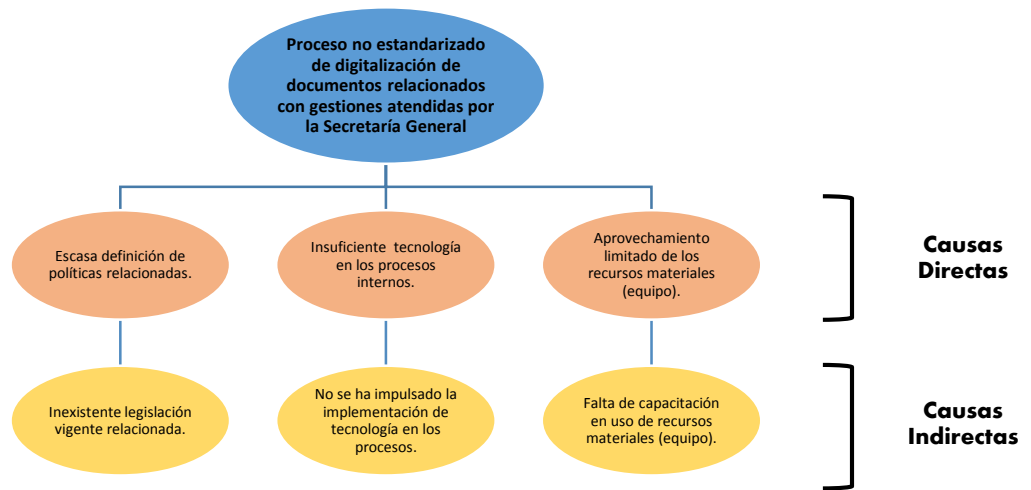 Proceso no estandarizado
de digitalización de
documentos relacionados
con gestiones atendidas por
la Secretaría General
Escasa definición de
políticas relacionadas.
Insuficiente tecnología
en los procesos
internos.
Aprovechamiento
limitado de los
recursos materiales
(equipo).
Causas
Directas
Inexistente legislación
vigente relacionada.
No se ha impulsado la
implementación de
tecnología en los
procesos.
Falta de capacitación
en uso de recursos
materiales (equipo).
Causas
Indirectas